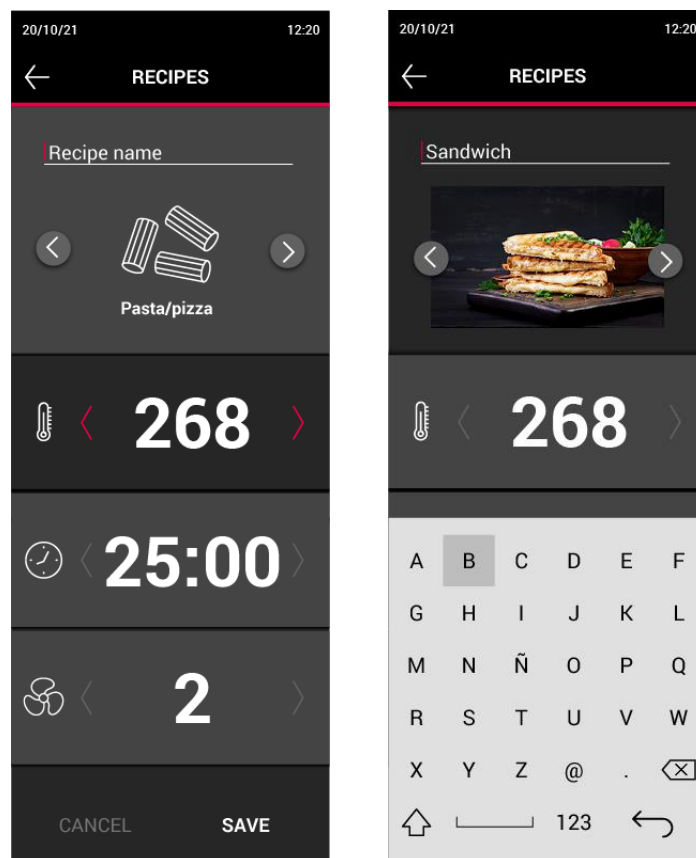 20/10/21 12:20
RECIPES
Recipe name
Pasta/pizza
268
25:00
2
CANCEL SAVE
20/10/21 12:20
RECIPES
Sandwich
268
A B C D E F
G H I J K L
M N Ñ O P Q
R S T U V W
X Y Z @ .
123